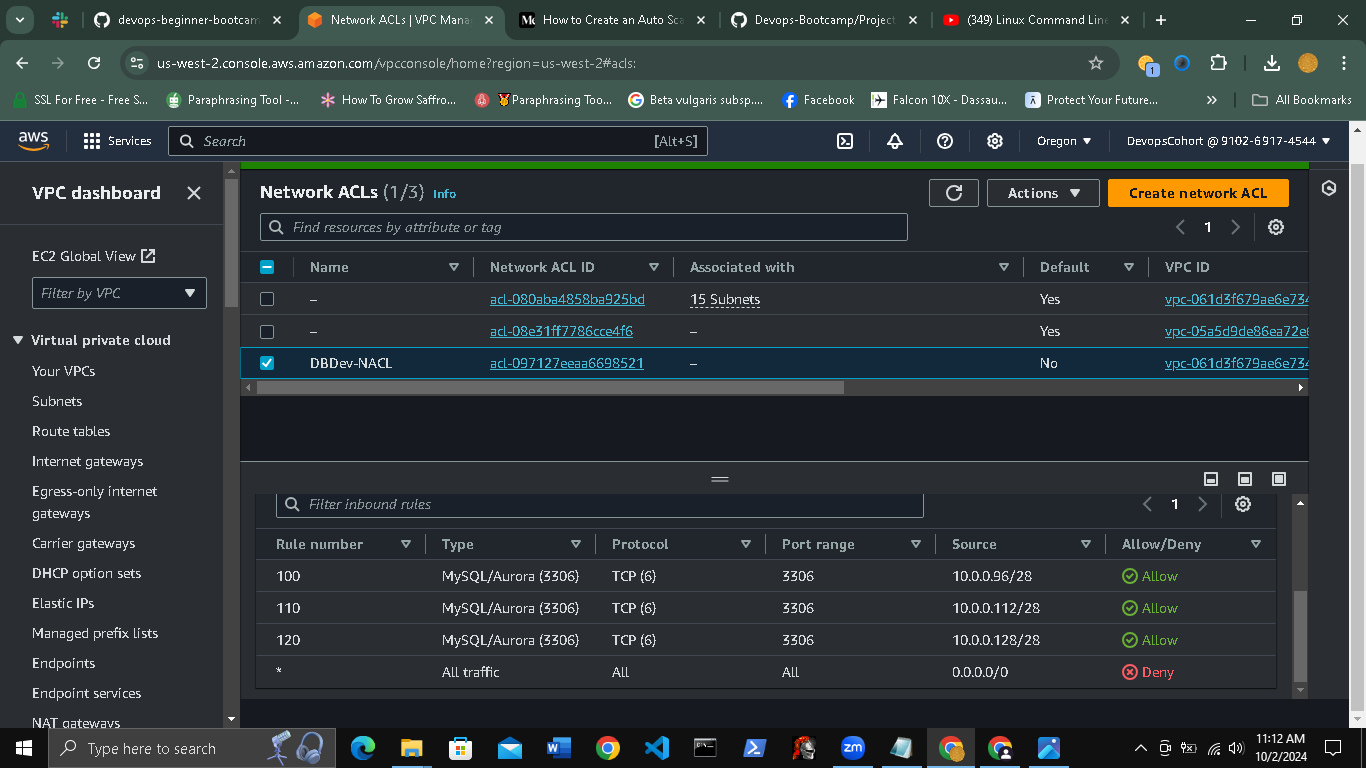 devops-beginner-bootcam
Network ACLs | VPC Mana
How to Create an Auto Sca
Devops-Bootcamp/Project
(349) Linux Command Line
us-west-2.console.aws.amazon.com/vpcconsole/home?region=us-west-2#acls:
1
SSL For Free - Free S...
Paraphrasing Tool -...
How To Grow Saffro...
Paraphrasing Too...
Beta vulgaris subsp....
Facebook
Falcon 10X - Dassau...
Protect Your Future...
All Bookmarks
aws
Services
Search
[Alt+S]
Oregon
DevopsCohort @ 9102-6917-4544
VPC dashboard
EC2 Global View
Filter by VPC
Virtual private cloud
Your VPCs
Subnets
Route tables
Internet gateways
Egress-only internet
gateways
Carrier gateways
DHCP option sets
Elastic IPs
Managed prefix lists
Endpoints
Endpoint services
NAT gateways
Network ACLs (1/3) Info
Actions
Create network ACL
Find resources by attribute or tag
1
Name Network ACL ID Associated with Default VPC ID
– acl-080aba4858ba925bd 15 Subnets Yes vpc-061d3f679ae6e734
– acl-08e31ff7786cce4f6 – Yes vpc-05a5d9de86ea72e
DBDev-NACL acl-097127eeaa6698521 – No vpc-061d3f679ae6e734
Filter inbound rules
1
Rule number Type Protocol Port range Source Allow/Deny
100 MySQL/Aurora (3306) TCP (6) 3306 10.0.0.96/28 Allow
110 MySQL/Aurora (3306) TCP (6) 3306 10.0.0.112/28 Allow
120 MySQL/Aurora (3306) TCP (6) 3306 10.0.0.128/28 Allow
* All traffic All All 0.0.0.0/0 Deny
Type here to search
zm
11:12 AM
10/2/2024